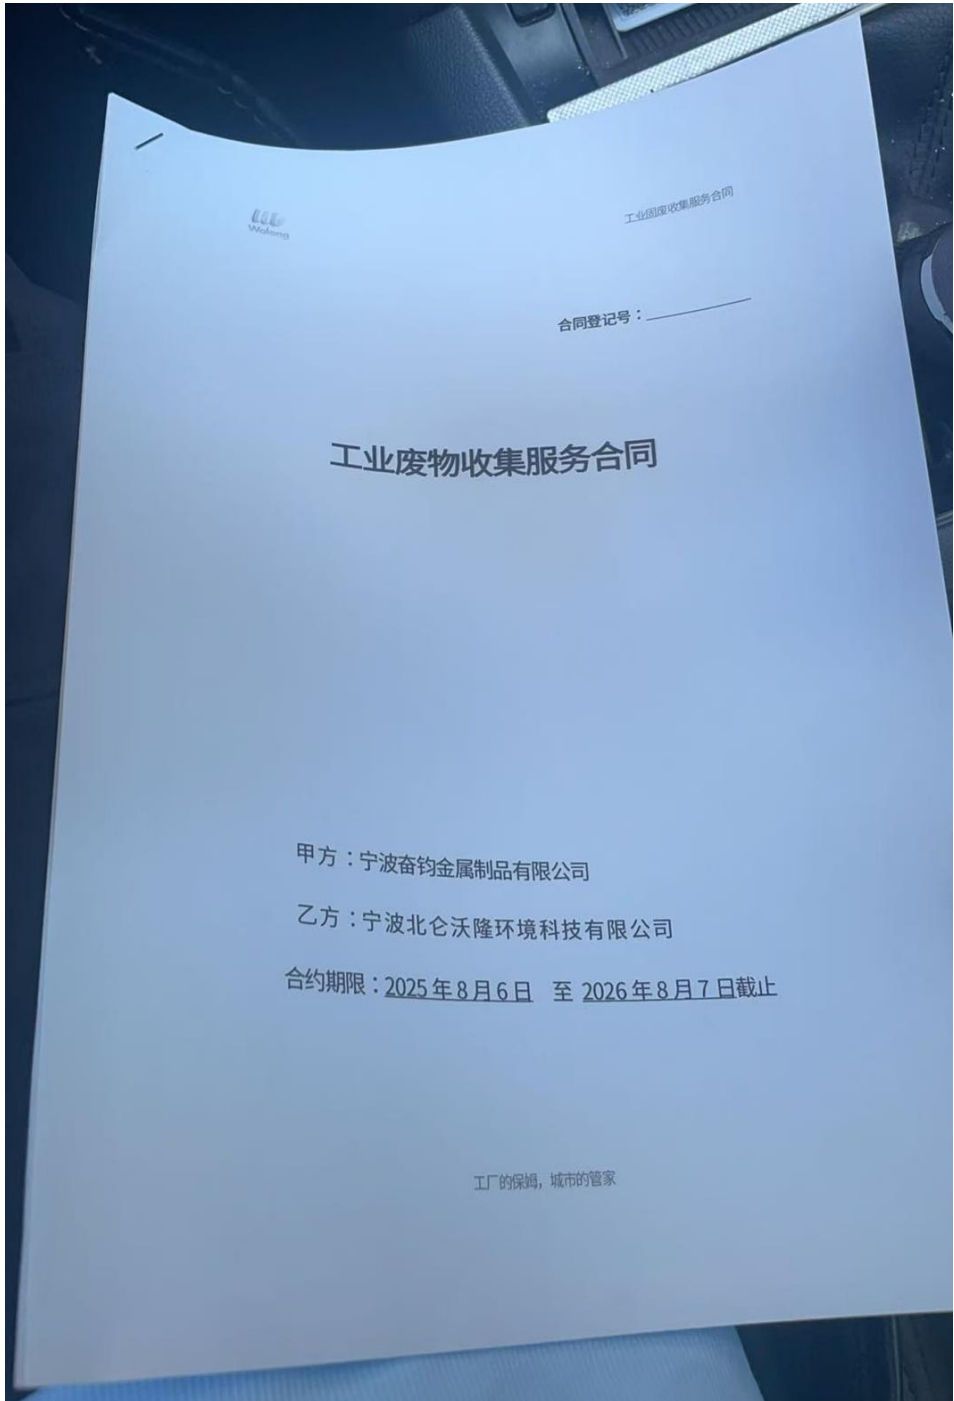 Wolong
工业固废收集服务合同
合同登记号：
工业废物收集服务合同
甲方：宁波奋钧金属制品有限公司
乙方：宁波北仑沃隆环境科技有限公司
合约期限：2025年8月6日 至 2026年8月7日截止
工厂的保姆，城市的管家